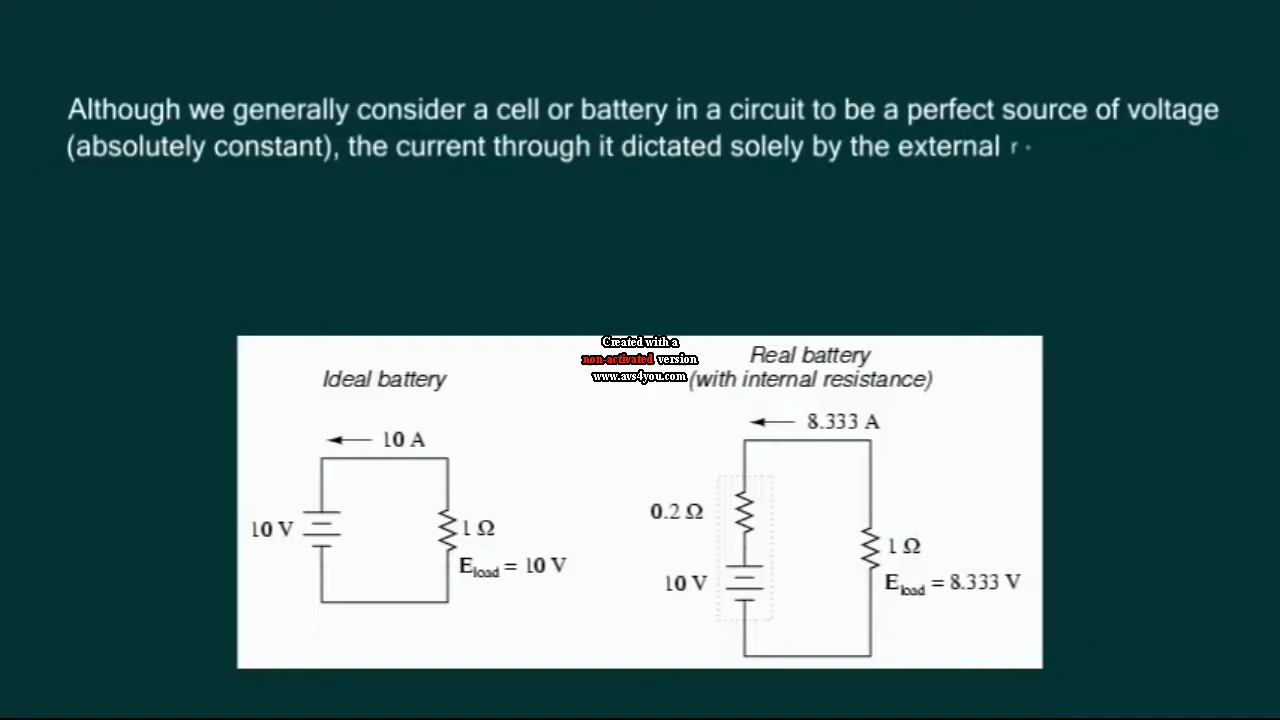 Although we generally consider a cell or battery in a circuit to be a perfect source of voltage
(absolutely constant), the current through it dictated solely by the external r
Created with a
non-activated version
www.avs4you.com
Ideal battery
Real battery
(with internal resistance)
10 A
8.333 A
10 V
1 Ω
E load = 10 V
0.2 Ω
10 V
1 Ω
E load = 8.333 V